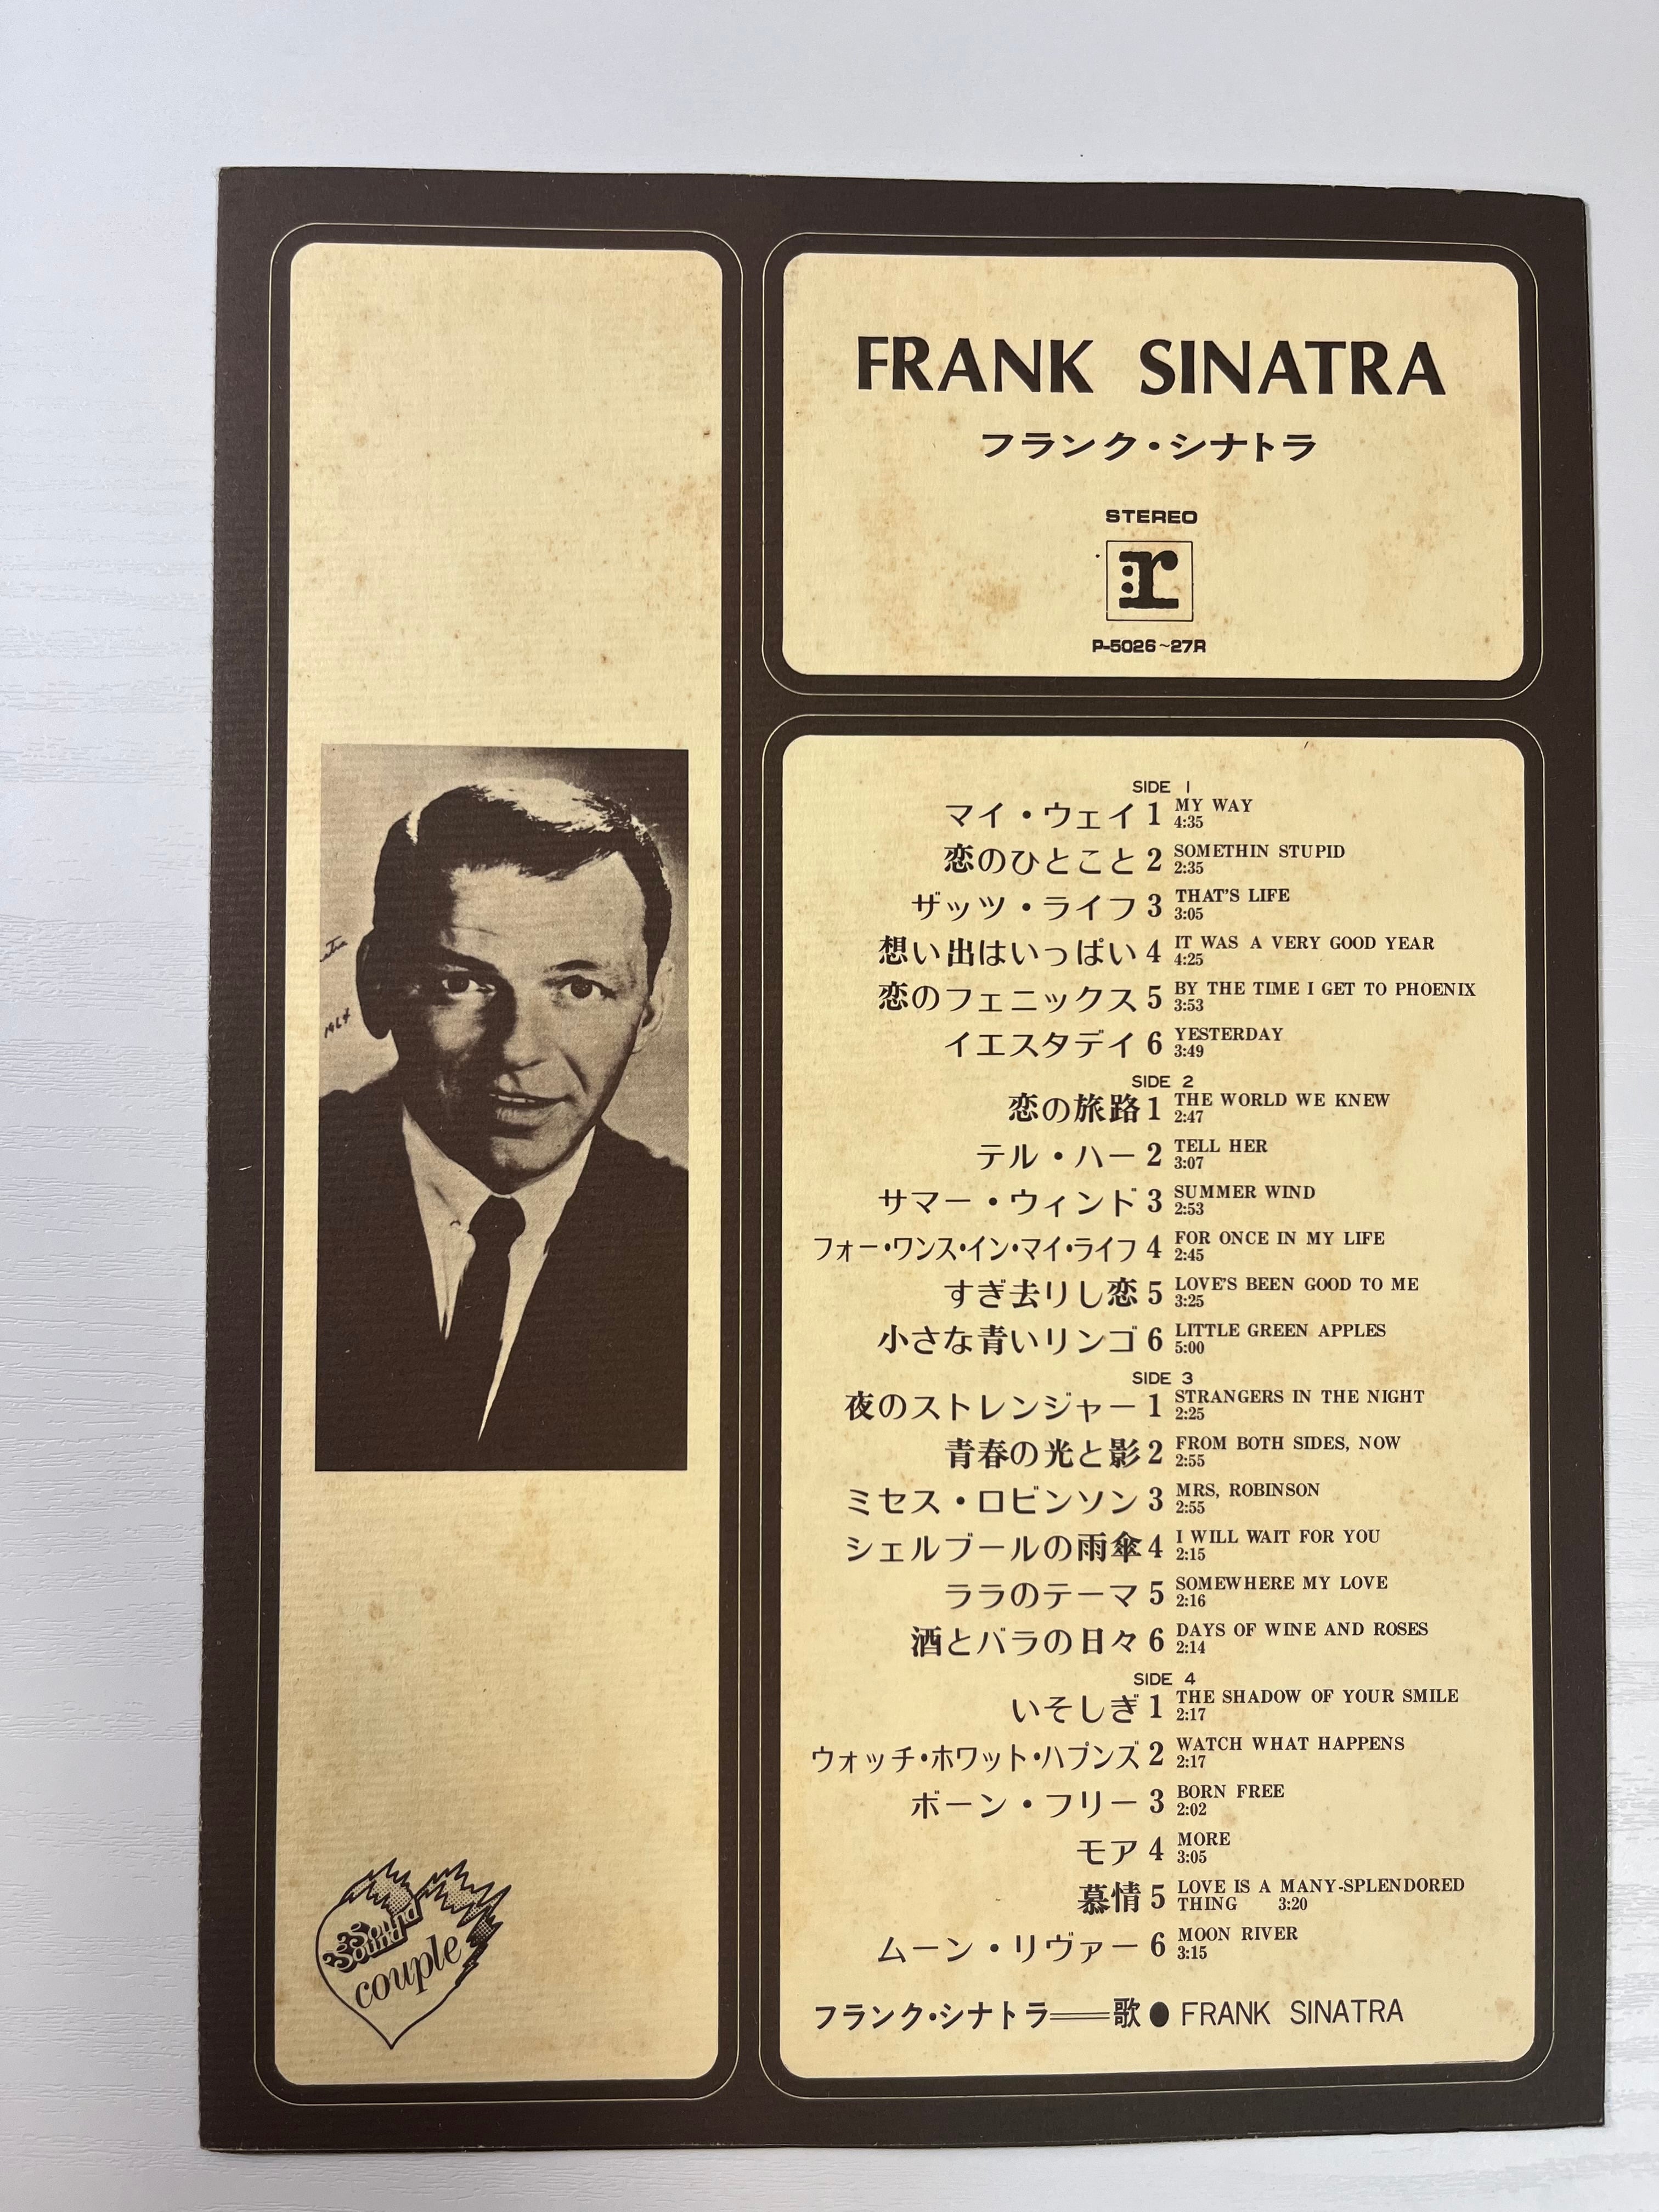 FRANK SINATRA
フランク・シナトラ
STEREO
r
P-5026~27R
SIDE 1
マイ・ウェイ 1 MY WAY
4:35
恋のひとこと 2 SOMETHIN STUPID
2:35
ザッツ・ライフ 3 THAT'S LIFE
3:05
想い出はいっぱい 4 IT WAS A VERY GOOD YEAR
4:25
恋のフェニックス 5 BY THE TIME I GET TO PHOENIX
3:53
イエスタデイ 6 YESTERDAY
3:49
SIDE 2
恋の旅路 1 THE WORLD WE KNEW
2:47
テル・ハー 2 TELL HER
3:07
サマー・ウィンド 3 SUMMER WIND
2:53
フォー・ワンス・イン・マイ・ライフ 4 FOR ONCE IN MY LIFE
2:45
すぎ去りし恋 5 LOVE'S BEEN GOOD TO ME
3:25
小さな青いリンゴ 6 LITTLE GREEN APPLES
5:00
SIDE 3
夜のストレンジャー 1 STRANGERS IN THE NIGHT
2:25
青春の光と影 2 FROM BOTH SIDES, NOW
2:55
ミセス・ロビンソン 3 MRS, ROBINSON
2:55
シェルブールの雨傘 4 I WILL WAIT FOR YOU
2:15
ララのテーマ 5 SOMEWHERE MY LOVE
2:16
酒とバラの日々 6 DAYS OF WINE AND ROSES
2:14
SIDE 4
いそしぎ 1 THE SHADOW OF YOUR SMILE
2:17
ウォッチ・ホワット・ハプンズ 2 WATCH WHAT HAPPENS
2:17
ボーン・フリー 3 BORN FREE
2:02
モア 4 MORE
3:05
慕情 5 LOVE IS A MANY-SPLENDORED
THING 3:20
ムーン・リヴァー 6 MOON RIVER
3:15
フランク・シナトラ══歌●FRANK SINATRA
1964
Sound
Sound
couple